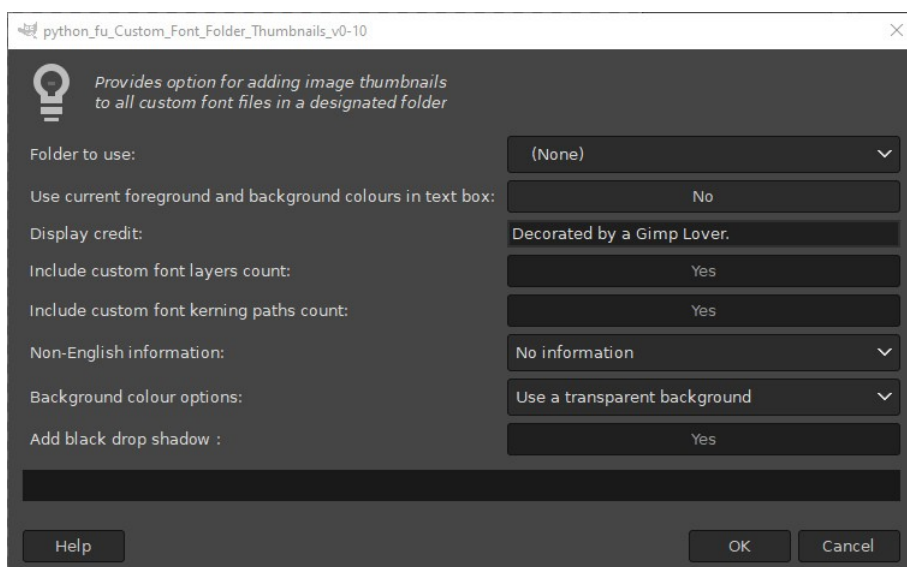 python_fu_Custom_Font_Folder_Thumbnails_v0-10
Provides option for adding image thumbnails
to all custom font files in a designated folder
Folder to use: (None)
Use current foreground and background colours in text box: No
Display credit: Decorated by a Gimp Lover.
Include custom font layers count: Yes
Include custom font kerning paths count: Yes
Non-English information: No information
Background colour options: Use a transparent background
Add black drop shadow : Yes
Help OK Cancel